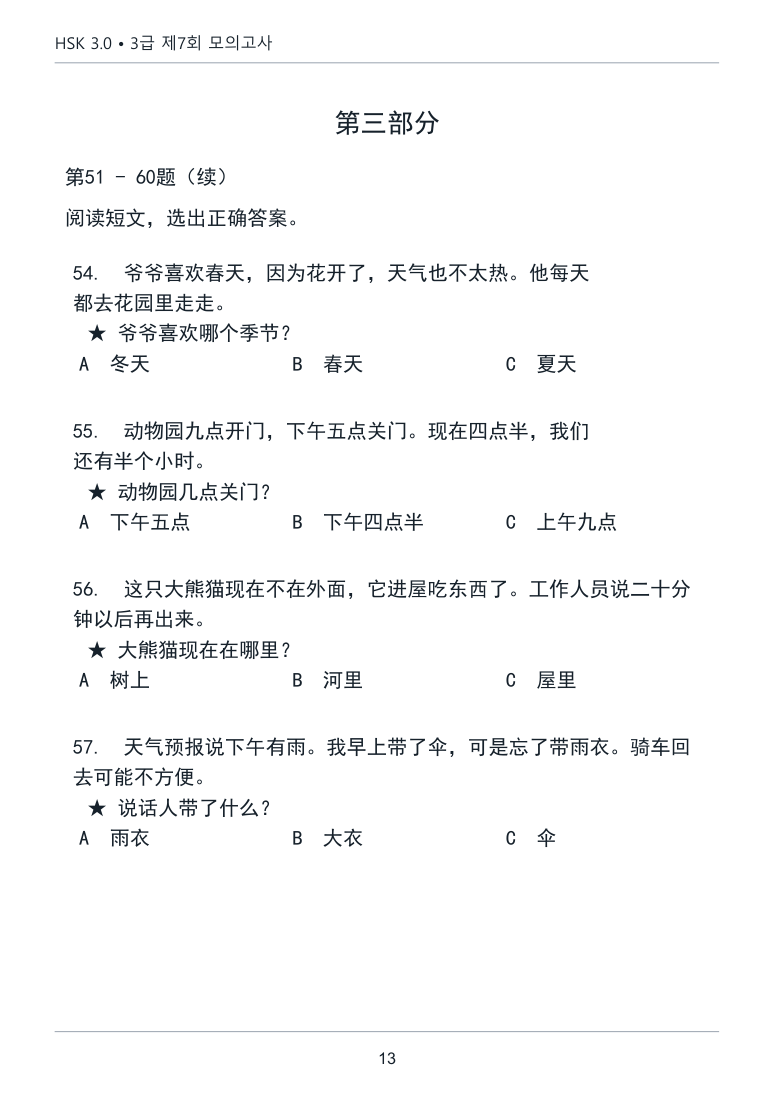 HSK 3.0 • 3급 제7회 모의고사
第三部分
第51 - 60题（续）
阅读短文，选出正确答案。
54. 爷爷喜欢春天，因为花开了，天气也不太热。他每天
都去花园里走走。
★ 爷爷喜欢哪个季节？
A 冬天 B 春天 C 夏天
55. 动物园九点开门，下午五点关门。现在四点半，我们
还有半个小时。
★ 动物园几点关门？
A 下午五点 B 下午四点半 C 上午九点
56. 这只大熊猫现在不在外面，它进屋吃东西了。工作人员说二十分
钟以后再出来。
★ 大熊猫现在在哪里？
A 树上 B 河里 C 屋里
57. 天气预报说下午有雨。我早上带了伞，可是忘了带雨衣。骑车回
去可能不方便。
★ 说话人带了什么？
A 雨衣 B 大衣 C 伞
13